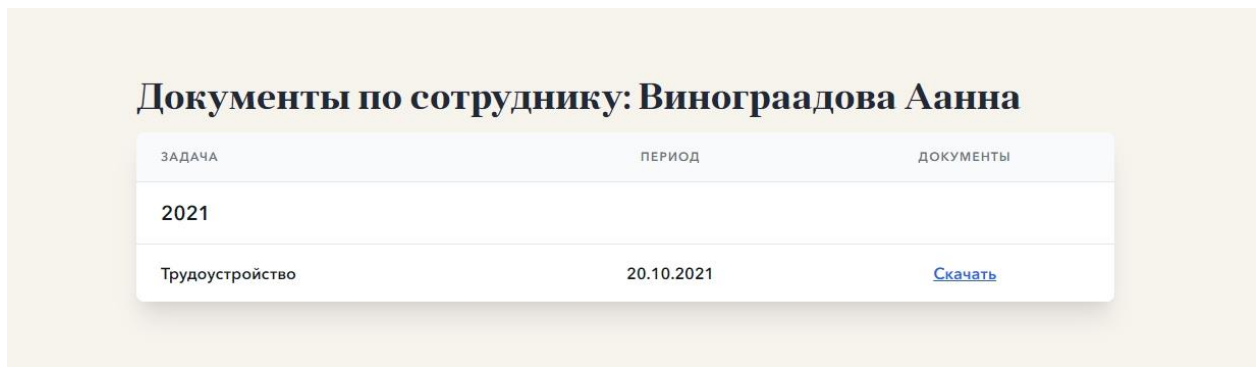 Документы по сотруднику: Винограадова Аанна
ЗАДАЧА ПЕРИОД ДОКУМЕНТЫ
2021
Трудоустройство 20.10.2021 Скачать